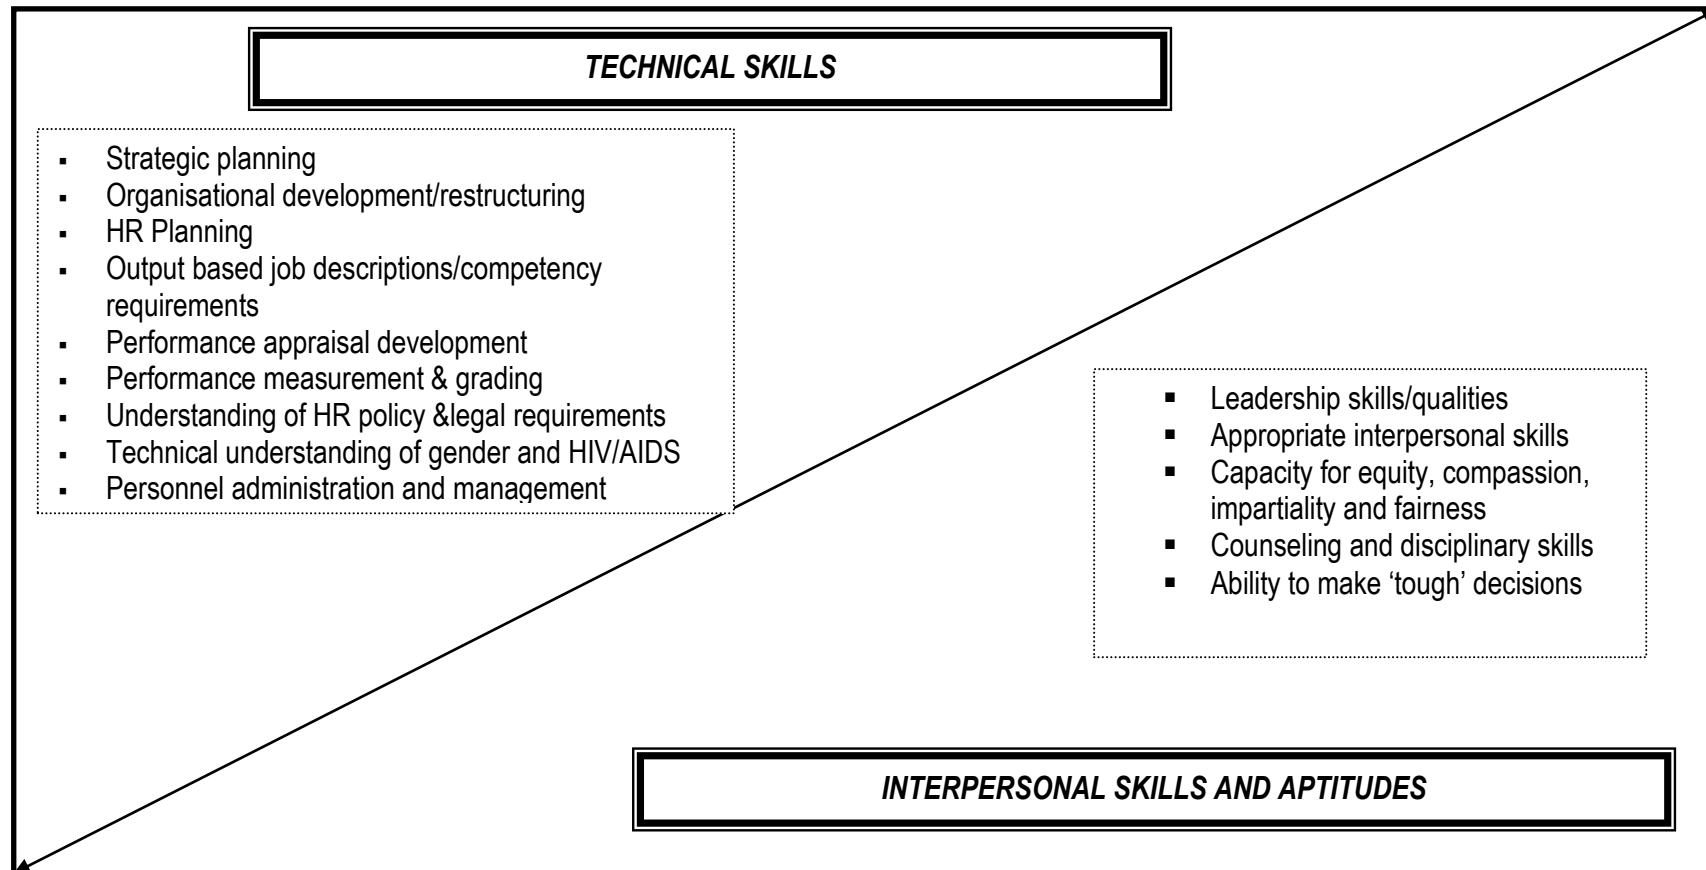 TECHNICAL SKILLS
▪ Strategic planning
▪ Organisational development/restructuring
▪ HR Planning
▪ Output based job descriptions/competency
requirements
▪ Performance appraisal development
▪ Performance measurement & grading
▪ Understanding of HR policy &legal requirements
▪ Technical understanding of gender and HIV/AIDS
▪ Personnel administration and management
▪ Leadership skills/qualities
▪ Appropriate interpersonal skills
▪ Capacity for equity, compassion,
impartiality and fairness
▪ Counseling and disciplinary skills
▪ Ability to make ‘tough’ decisions
INTERPERSONAL SKILLS AND APTITUDES